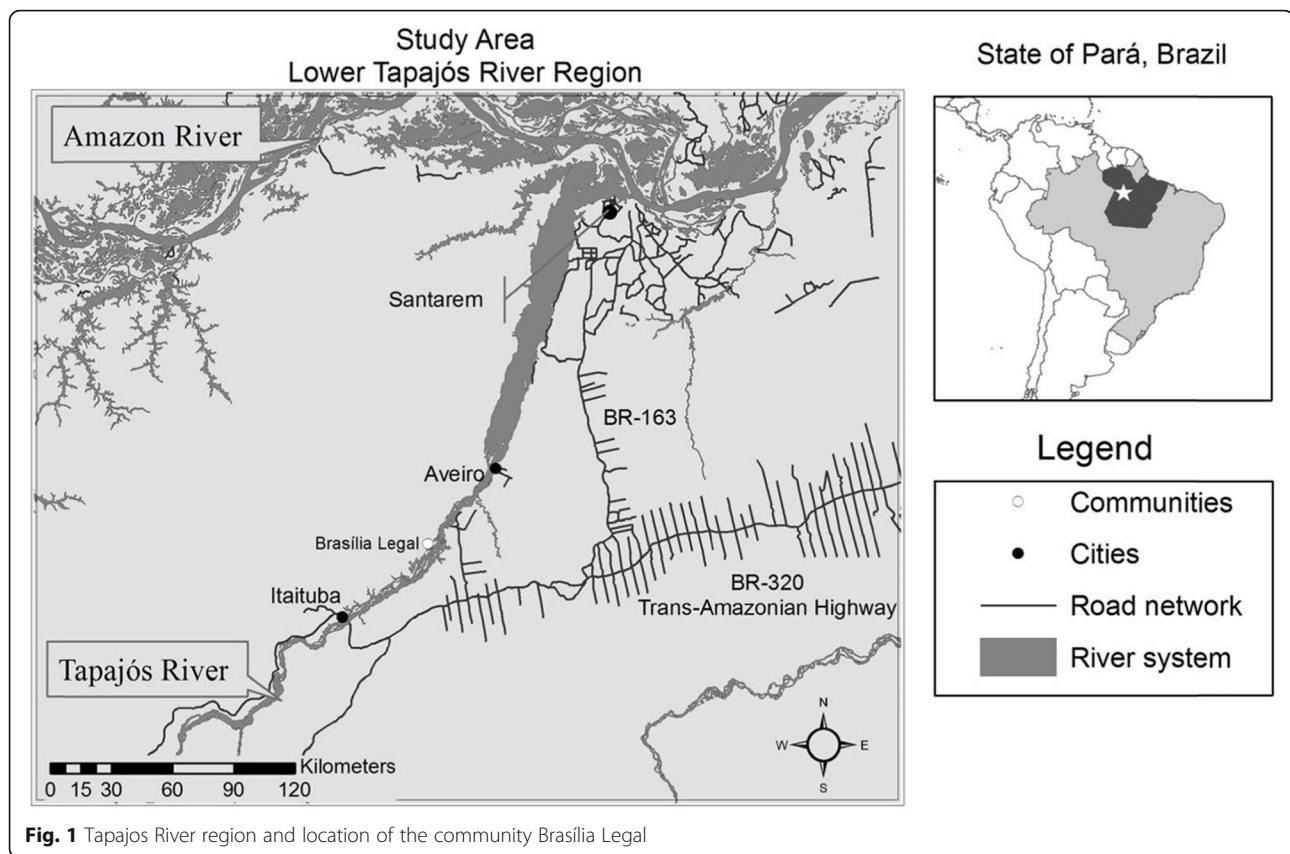 Study Area
Lower Tapajós River Region
Amazon River
Santarem
BR-163
Aveiro
Brasília Legal
Itaituba
BR-320
Trans-Amazonian Highway
Tapajós River
N
W
E
S
Kilometers
0 15 30 60 90 120
State of Pará, Brazil
Legend
Communities
Cities
Road network
River system
Fig. 1 Tapajos River region and location of the community Brasília Legal